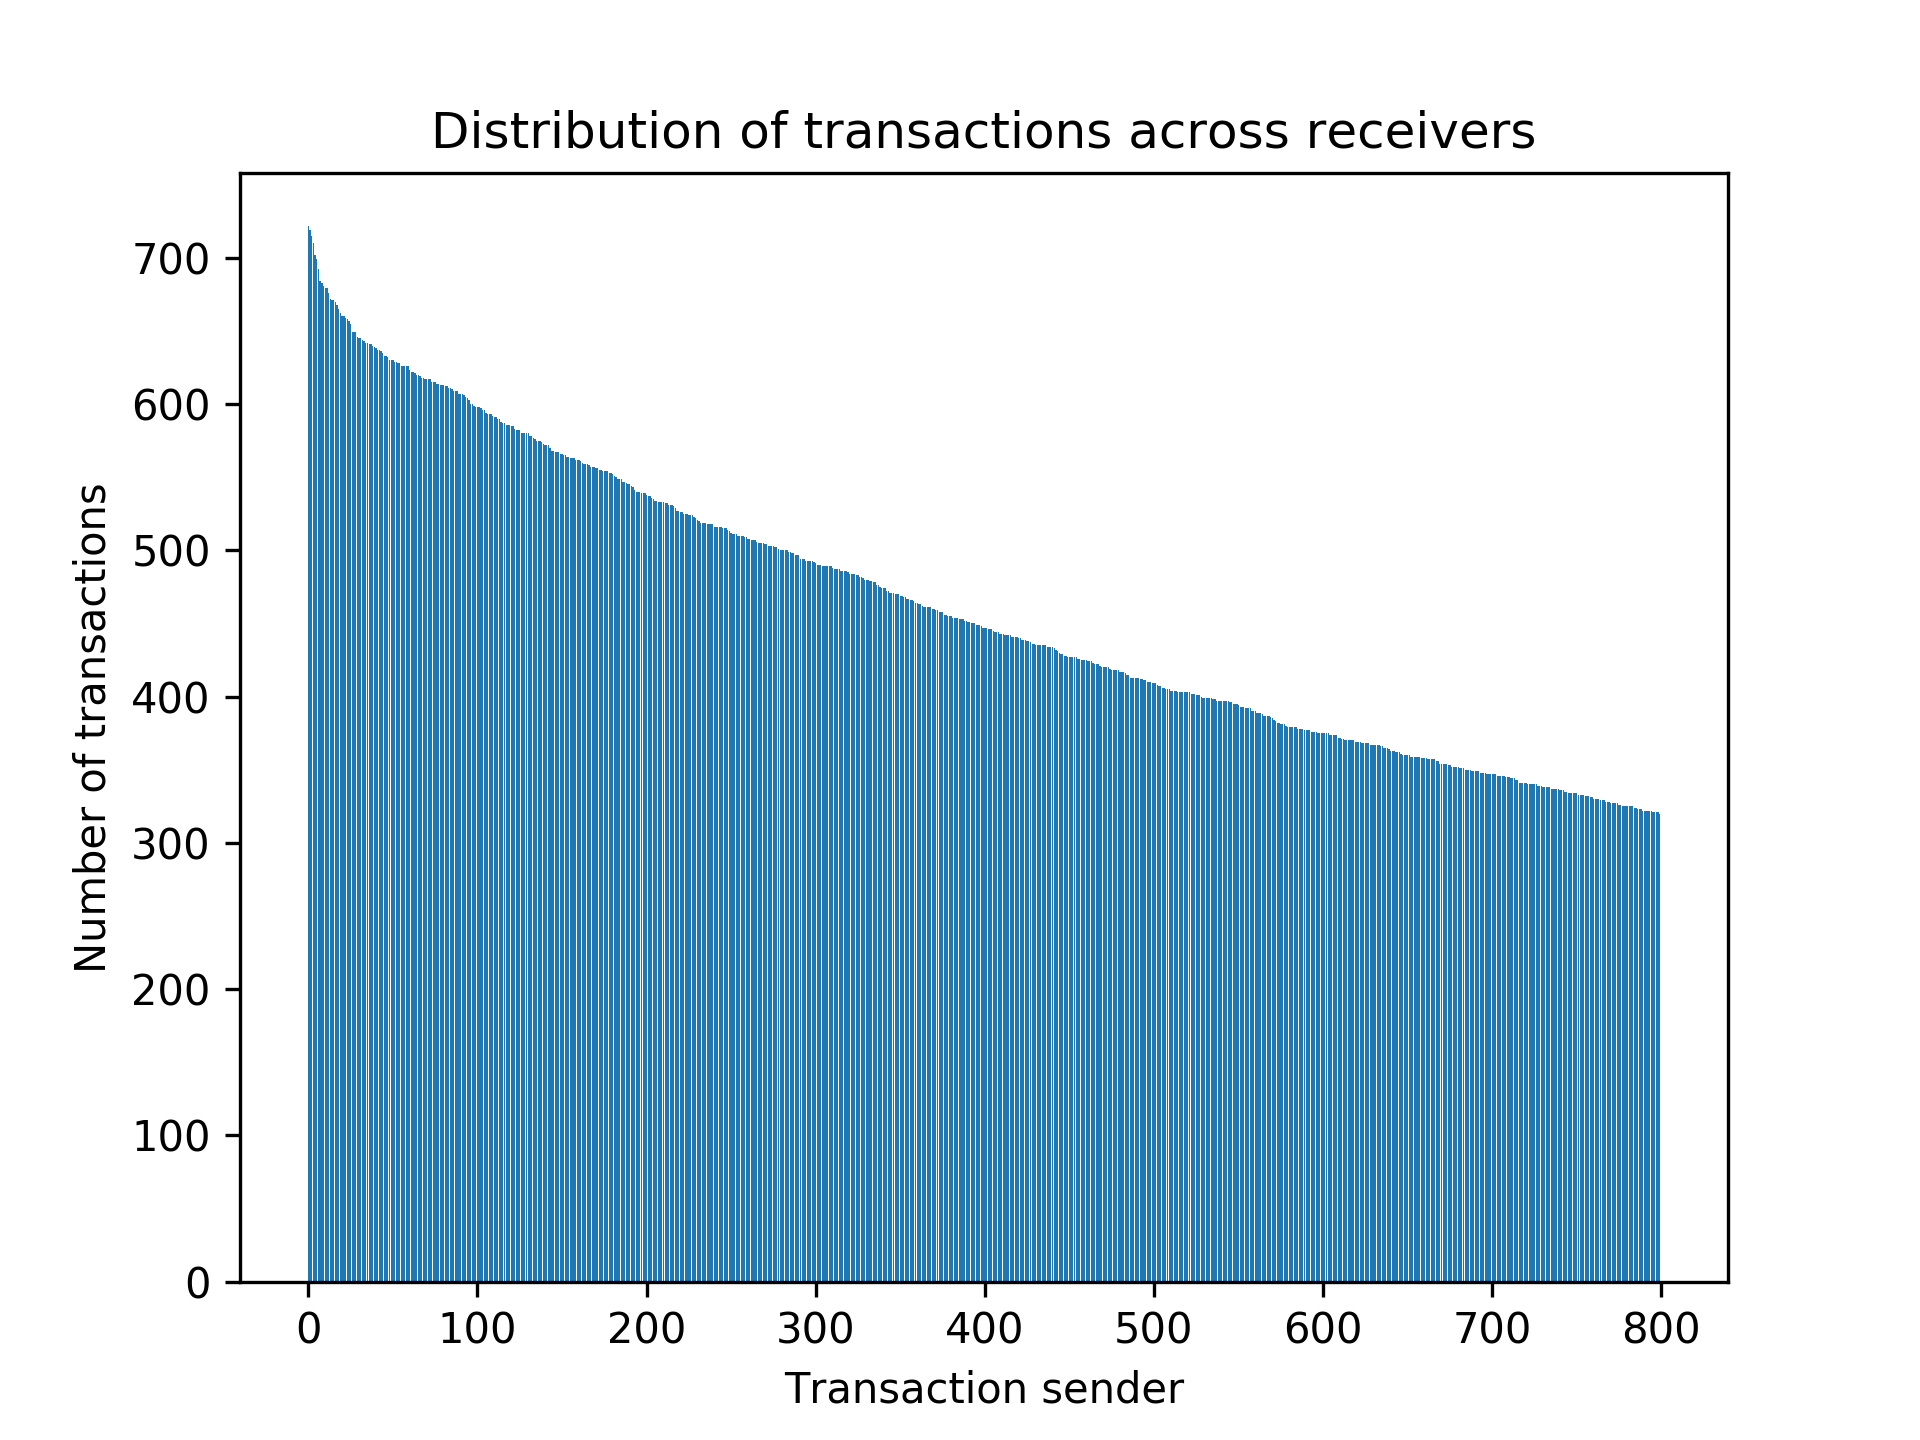 Distribution of transactions across receivers
700
600
500
400
300
200
100
0
Number of transactions
0 100 200 300 400 500 600 700 800
Transaction sender